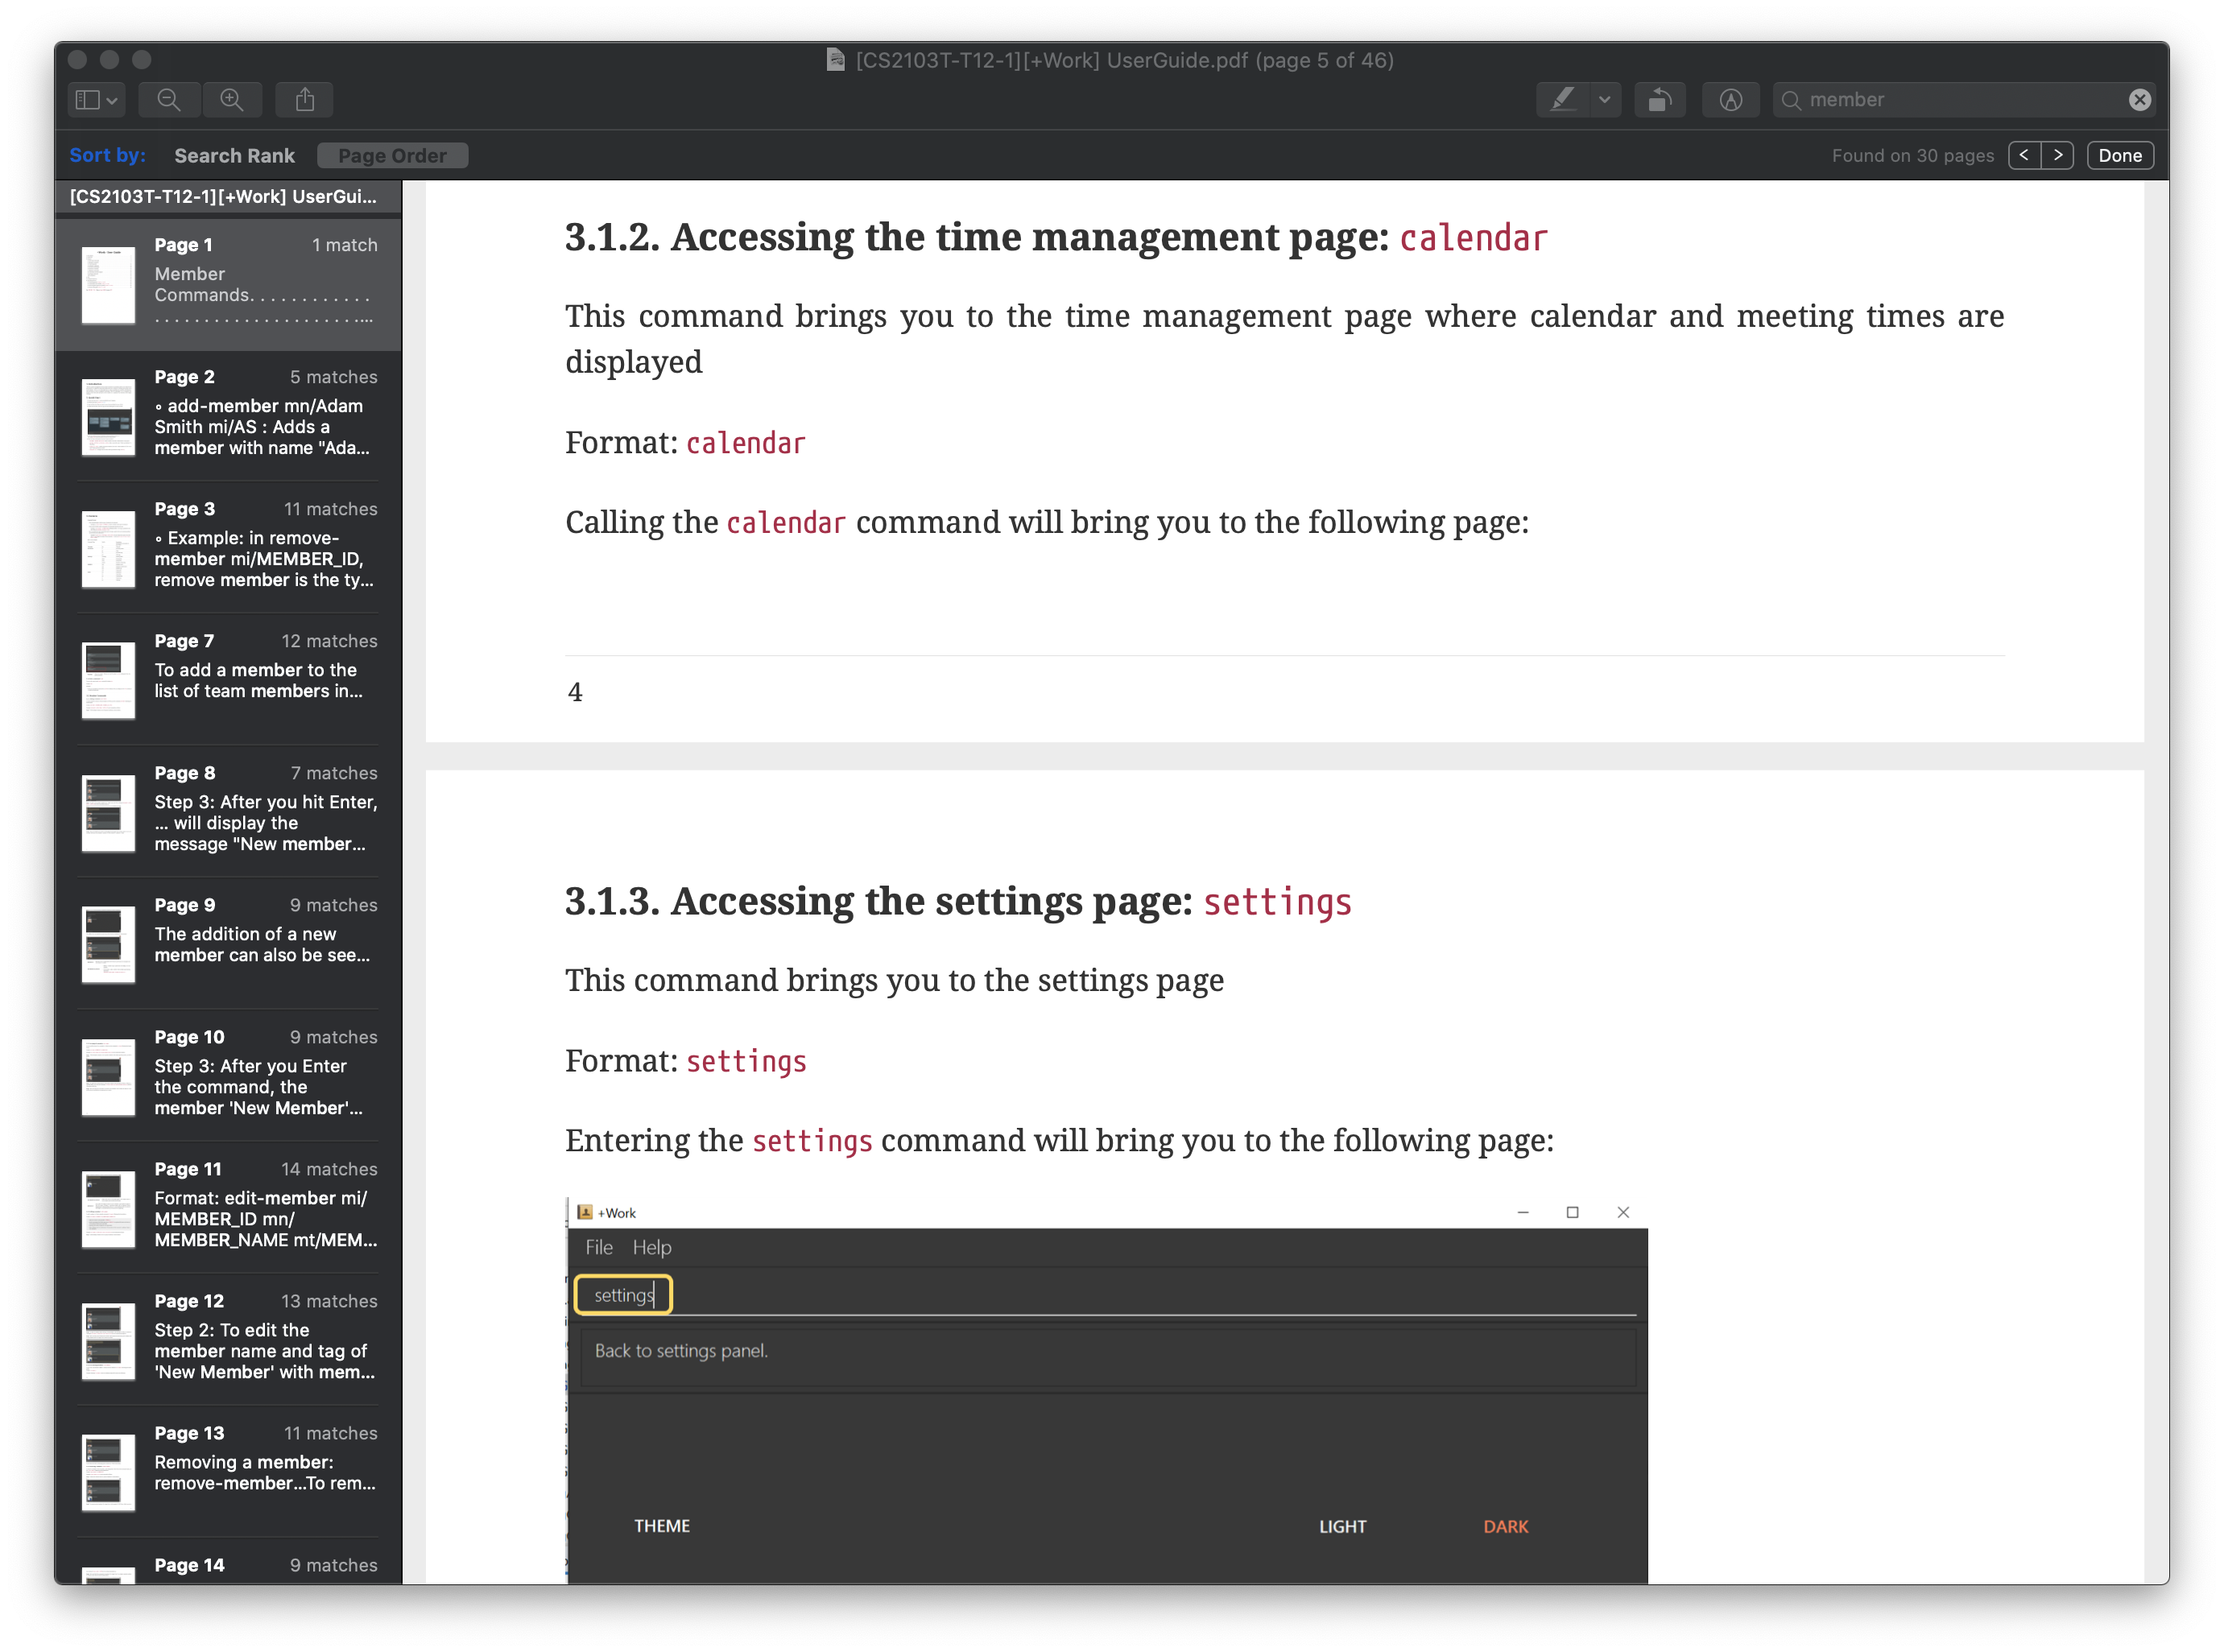 [CS2103T-T12-1][+Work] UserGuide.pdf (page 5 of 46)
member
Sort by: Search Rank Page Order
Found on 30 pages < > Done
[CS2103T-T12-1][+Work] UserGui...
Page 1 1 match
Member
Commands. . . . . . . . . . . .
. . . . . . . . . . . . . . . . . . . . . ...
Page 2 5 matches
◦ add-member mn/Adam
Smith mi/AS : Adds a
member with name "Ada...
Page 3 11 matches
◦ Example: in remove-
member mi/MEMBER_ID,
remove member is the ty...
Page 7 12 matches
To add a member to the
list of team members in...
Page 8 7 matches
Step 3: After you hit Enter,
... will display the
message "New member...
Page 9 9 matches
The addition of a new
member can also be see...
Page 10 9 matches
Step 3: After you Enter
the command, the
member 'New Member'...
Page 11 14 matches
Format: edit-member mi/
MEMBER_ID mn/
MEMBER_NAME mt/MEM...
Page 12 13 matches
Step 2: To edit the
member name and tag of
'New Member' with mem...
Page 13 11 matches
Removing a member:
remove-member...To rem...
Page 14 9 matches
3.1.2. Accessing the time management page: calendar
This command brings you to the time management page where calendar and meeting times are
displayed
Format: calendar
Calling the calendar command will bring you to the following page:
4
3.1.3. Accessing the settings page: settings
This command brings you to the settings page
Format: settings
Entering the settings command will bring you to the following page:
+Work
File Help
settings
Back to settings panel.
THEME LIGHT DARK